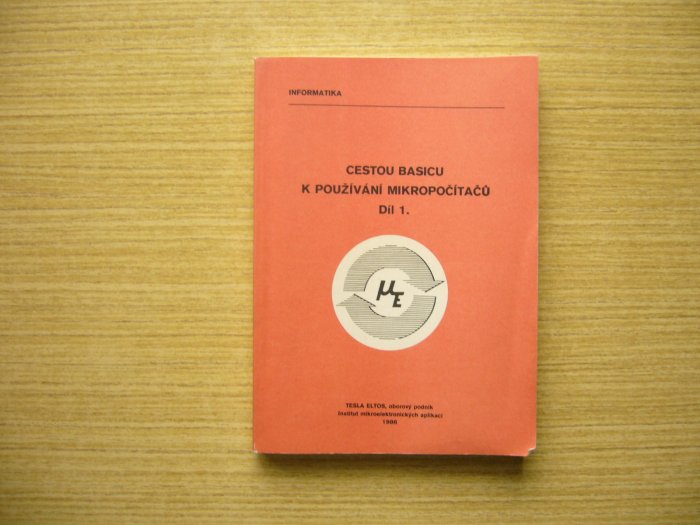 INFORMATIKA
CESTOU BASICU
K POUŽÍVÁNÍ MIKROPOČÍTAČŮ
Díl 1.
μE
TESLA ELTOS, oborový podnik
Institut mikroelektronických aplikací
1986